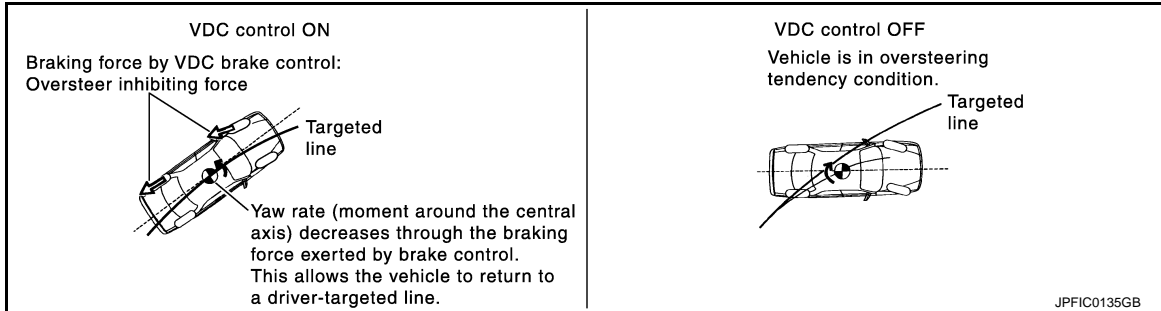 VDC control ON
Braking force by VDC brake control:
Oversteer inhibiting force
Targeted
line
Yaw rate (moment around the central
axis) decreases through the braking
force exerted by brake control.
This allows the vehicle to return to
a driver-targeted line.
VDC control OFF
Vehicle is in oversteering
tendency condition.
Targeted
line
JPFIC0135GB